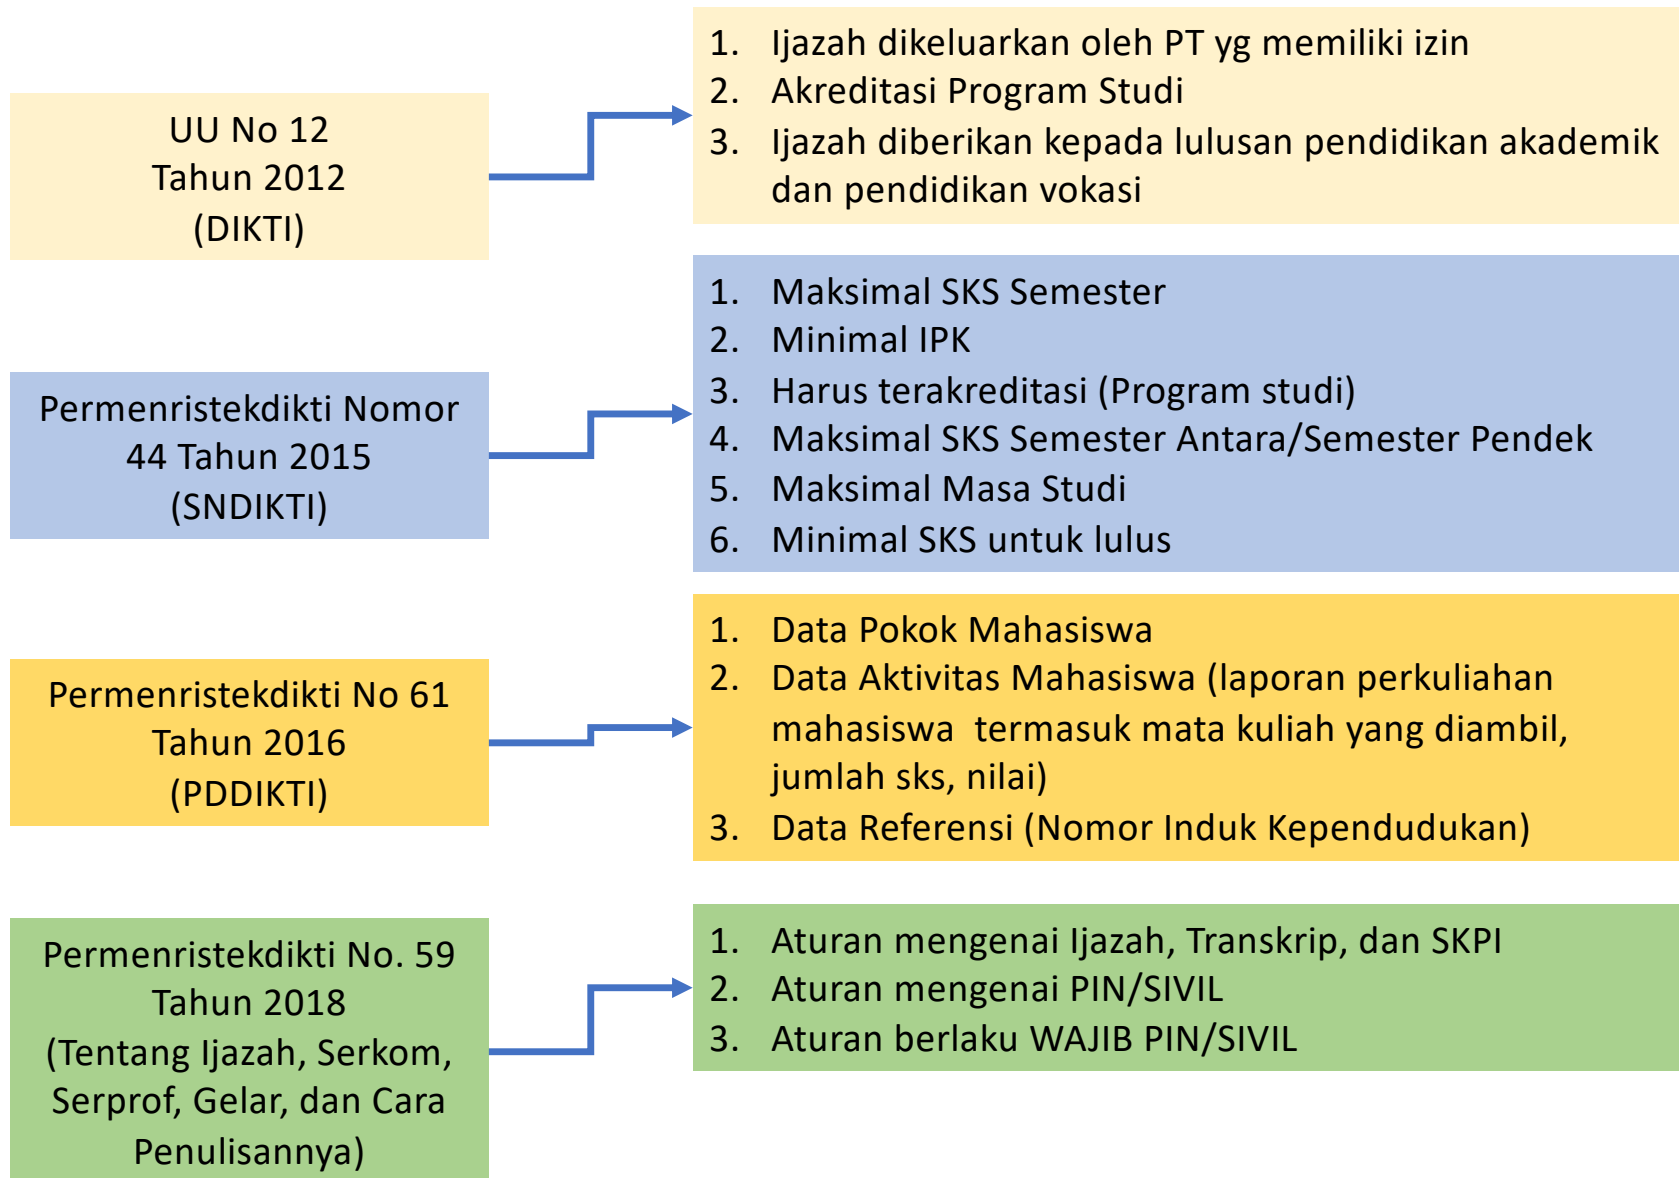 UU No 12
Tahun 2012
(DIKTI)
1. Ijazah dikeluarkan oleh PT yg memiliki izin
2. Akreditasi Program Studi
3. Ijazah diberikan kepada lulusan pendidikan akademik
dan pendidikan vokasi
Permenristekdikti Nomor
44 Tahun 2015
(SNDIKTI)
1. Maksimal SKS Semester
2. Minimal IPK
3. Harus terakreditasi (Program studi)
4. Maksimal SKS Semester Antara/Semester Pendek
5. Maksimal Masa Studi
6. Minimal SKS untuk lulus
Permenristekdikti No 61
Tahun 2016
(PDDIKTI)
1. Data Pokok Mahasiswa
2. Data Aktivitas Mahasiswa (laporan perkuliahan
mahasiswa termasuk mata kuliah yang diambil,
jumlah sks, nilai)
3. Data Referensi (Nomor Induk Kependudukan)
Permenristekdikti No. 59
Tahun 2018
(Tentang Ijazah, Serkom,
Serprof, Gelar, dan Cara
Penulisannya)
1. Aturan mengenai Ijazah, Transkrip, dan SKPI
2. Aturan mengenai PIN/SIVIL
3. Aturan berlaku WAJIB PIN/SIVIL